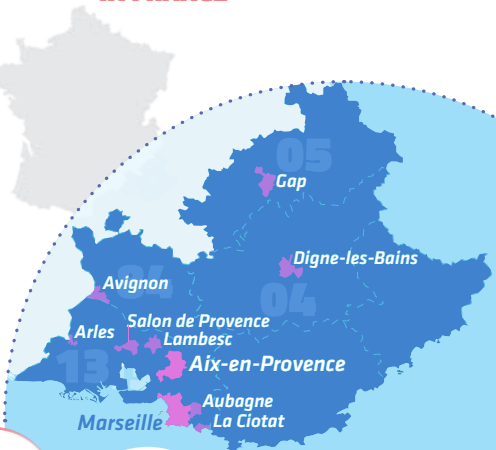 05
Gap
Digne-les-Bains
84
Avignon
04
Salon de Provence
Arles
Lambesc
13
Aix-en-Provence
Aubagne
Marseille
La Ciotat